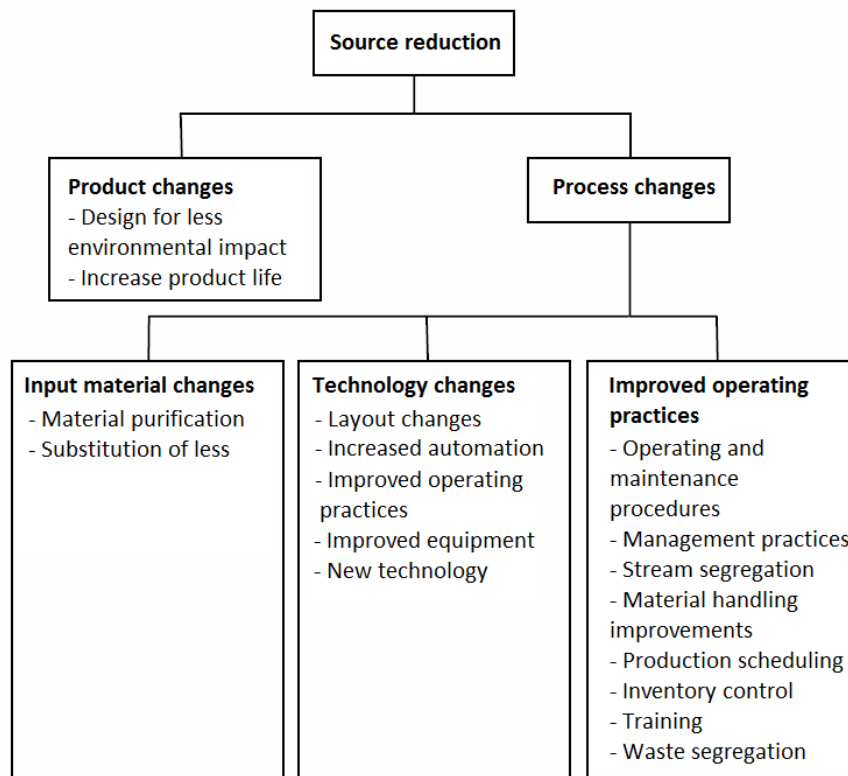 Source reduction
Product changes
- Design for less
environmental impact
- Increase product life
Process changes
Input material changes
- Material purification
- Substitution of less
Technology changes
- Layout changes
- Increased automation
- Improved operating
practices
- Improved equipment
- New technology
Improved operating
practices
- Operating and
maintenance
procedures
- Management practices
- Stream segregation
- Material handling
improvements
- Production scheduling
- Inventory control
- Training
- Waste segregation